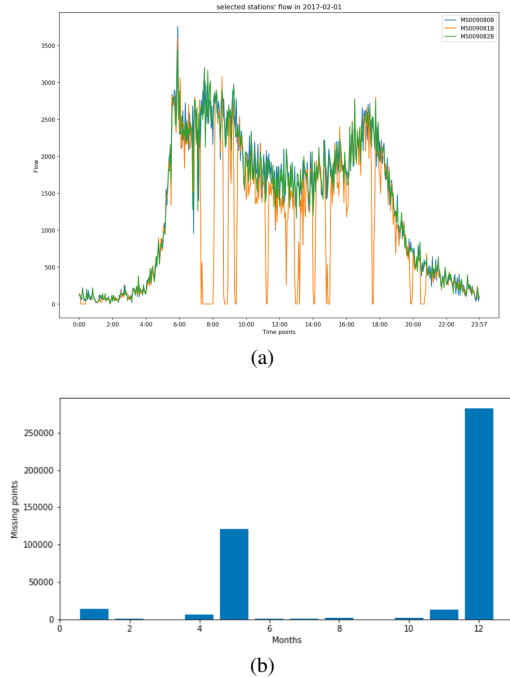 selected stations' flow in 2017-02-01
MS009080B
MS009081B
MS009082B
3500
3000
2500
2000
1500
1000
500
0
Flow
0:00 2:00 4:00 6:00 8:00 10:00 12:00 14:00 16:00 18:00 20:00 22:00 23:57
Time points
(a)
250000
200000
150000
100000
50000
0
Missing points
0 2 4 6 8 10 12
Months
(b)